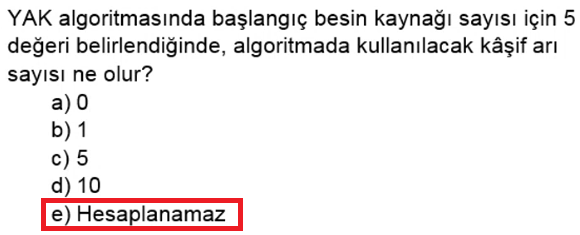 YAK algoritmasında başlangıç besin kaynağı sayısı için 5
değeri belirlendiğinde, algoritmada kullanılacak kâşif arı
sayısı ne olur?
a) 0
b) 1
c) 5
d) 10
e) Hesaplanamaz